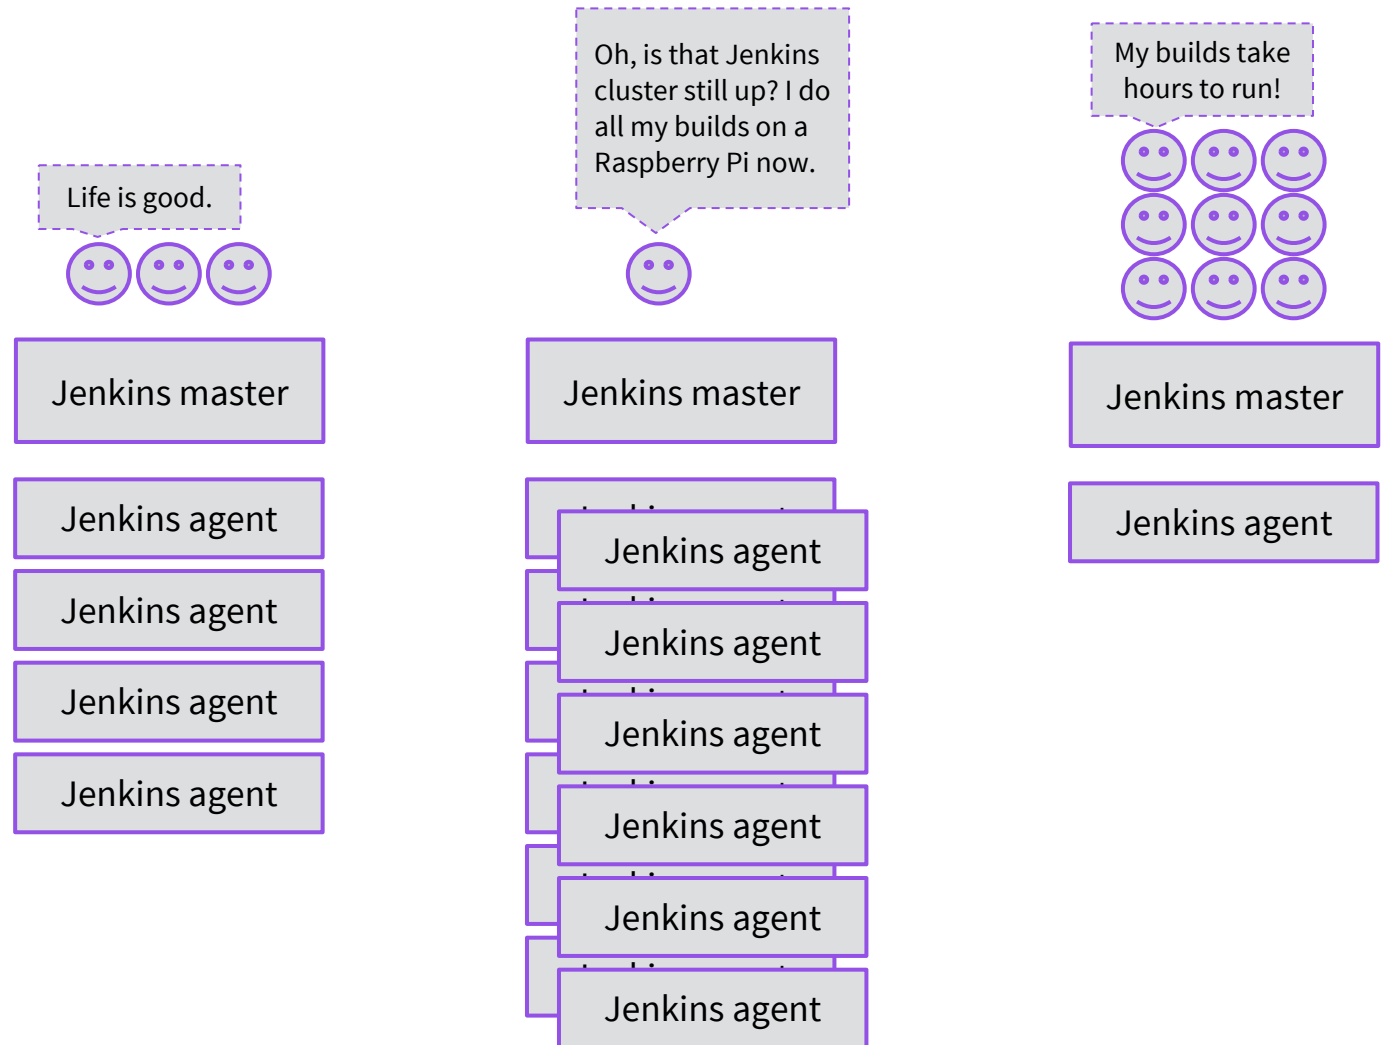 Life is good.
Jenkins master
Jenkins agent
Jenkins agent
Jenkins agent
Jenkins agent
Oh, is that Jenkins
cluster still up? I do
all my builds on a
Raspberry Pi now.
Jenkins master
Jenkins agent
Jenkins agent
Jenkins agent
Jenkins agent
Jenkins agent
Jenkins agent
My builds take
hours to run!
Jenkins master
Jenkins agent